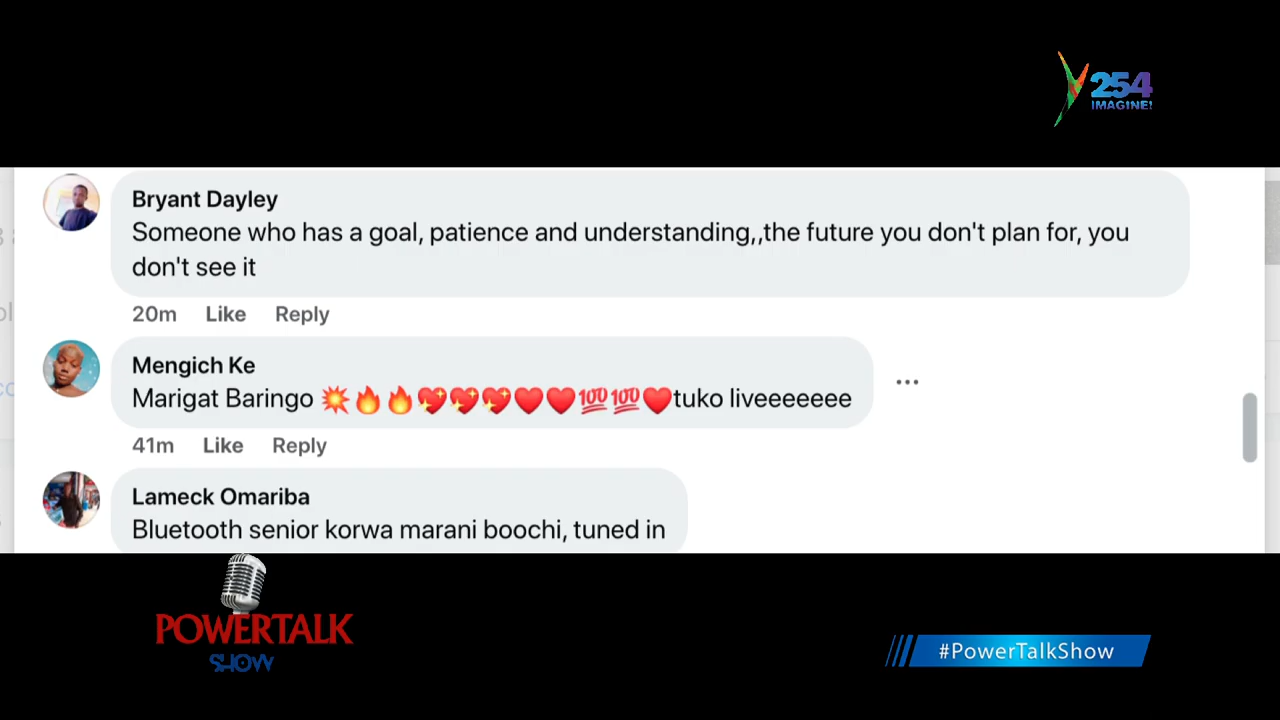 254
IMAGINE!
Bryant Dayley
Someone who has a goal, patience and understanding,,the future you don't plan for, you
don't see it
20m Like Reply
Mengich Ke
Marigat Baringo 💥🔥🔥💖💖💖❤️❤️💯💯❤️tuko liveeeeeee
41m Like Reply
Lameck Omariba
Bluetooth senior korwa marani boochi, tuned in
POWERTALK
SHOW
#PowerTalkShow